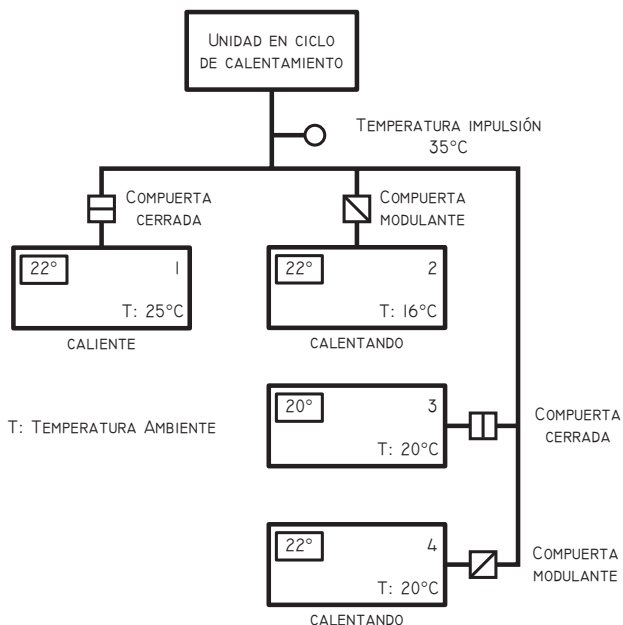 UNIDAD EN CICLO
DE CALENTAMIENTO
TEMPERATURA IMPULSIÓN
35°C
COMPUERTA
CERRADA
COMPUERTA
MODULANTE
22°
1
T: 25°C
CALIENTE
22°
2
T: 16°C
CALENTANDO
T: TEMPERATURA AMBIENTE
20°
3
T: 20°C
COMPUERTA
CERRADA
22°
4
T: 20°C
CALENTANDO
COMPUERTA
MODULANTE